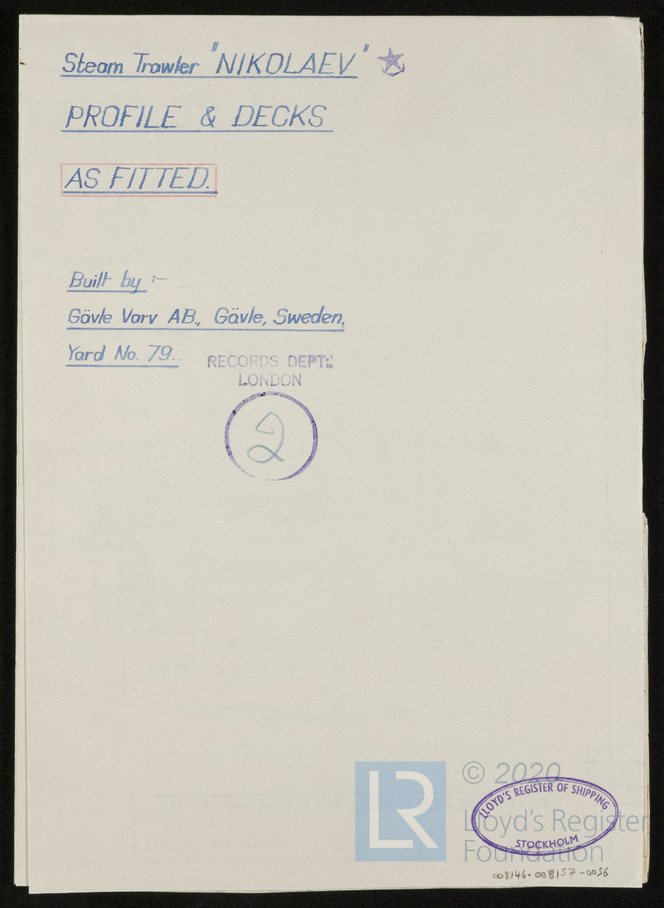 Steam Trawler "NIKOLAEV"
PROFILE & DECKS
AS FITTED.
Built by :-
Gävle Varv AB., Gävle, Sweden.
Yard No. 79.
RECORDS DEPT:
LONDON
2
LR
© 2020
Lloyd's Register
Foundation
LLOYD'S REGISTER OF SHIPPING
STOCKHOLM
008146-008157-0056